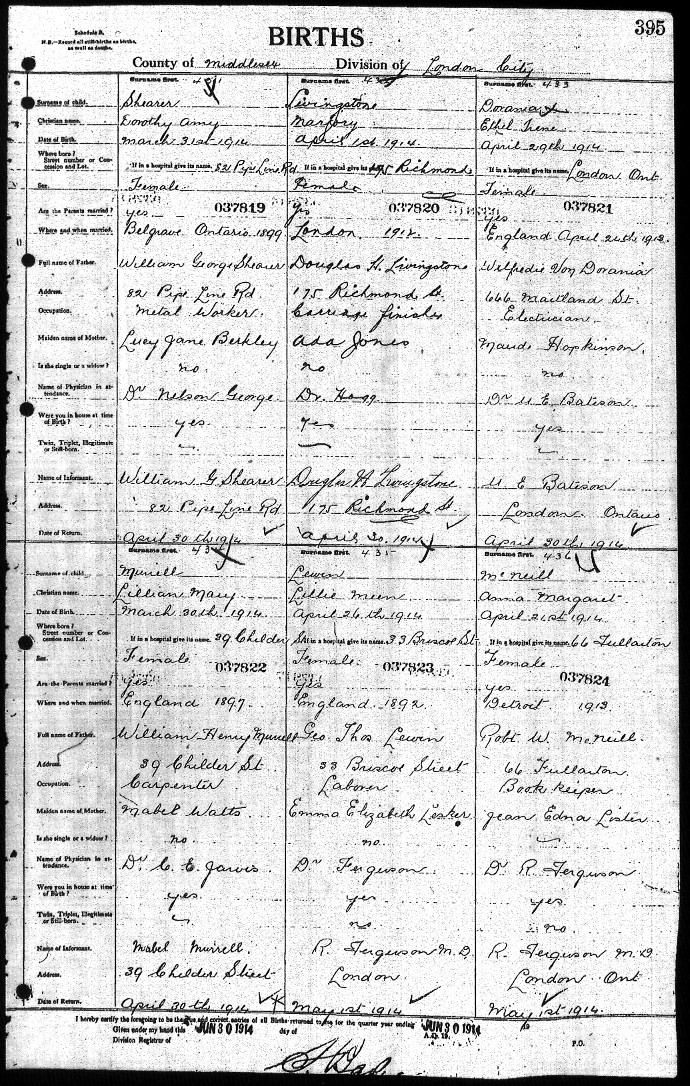 Schedule B.
N.B.—Record all still-births as births, as well as deaths.
BIRTHS
395
County of Middlesex Division of London City
Surname first. 431 Surname first. Surname first. 433
Surname of child. Shearer Livingstone Dorania
Christian name. Dorothy Amy Marjory Ethel Irene
Date of Birth. March 31st 1914 April 1st 1914 April 29th 1914
Where born? Street number or Concession and Lot. If in a hospital give its name. 82 Pipe Line Rd If in a hospital give its name. 175 Richmond If in a hospital give its name. London Ont
Sex. Female Female Female
037819 037820 037821
Are the Parents married? yes yes yes
Where and when married. Belgrave Ontario 1899 London 1912. England April 24th 1913.
Full name of Father. William George Shearer Douglas H. Livingstone Wilfredie Von Dorania
Address. 82 Pipe Line Rd 175 Richmond St. 666 Maitland St.
Occupation. Metal Worker. Carriage finisher Electrician.
Maiden name of Mother. Lucy Jane Berkley Ada Jones Maude Hopkinson.
Is she single or a widow? no. no no.
Name of Physician in attendance. Dr Nelson George Dr. Hogg Dr U E Bateson
Were you in house at time of Birth? yes. Yes yes
Twin, Triplet, Illegitimate or Still-born.
Name of Informant. William G Shearer Douglas H Livingstone U E Bateson
Address. 82 Pipe Line Rd 175 Richmond St London Ontario
Date of Return. April 30th 1914 April 30. 1914 April 30th 1914
Surname first. 434 Surname first. 435 Surname first. 436
Surname of child. Murrell Lewin McNeill
Christian name. Lillian Mary Lillie Meen Anna Margaret
Date of Birth. March 30th 1914 April 26th 1914 April 21st 1914
Where born? Street number or Concession and Lot. If in a hospital give its name. 39 Childer St If in a hospital give its name. 33 Briscoe St. If in a hospital give its name. 66 Fullarton
Sex. Female Female. Female
037822 037823 037824
Are the Parents married? yes yes yes
Where and when married. England 1897. England 1892. Detroit 1913
Full name of Father. William Henry Murrell Geo. Thos. Lewin Robt W. McNeill.
Address. 39 Childer St 33 Briscoe Street 66 Fullarton.
Occupation. Carpenter Laborer Book keeper
Maiden name of Mother. Mabel Watts Emma Elizabeth Jean Edna Lister
Is she single or a widow? no. no.
Name of Physician in attendance. Dr C. E. Jarvis. Dr Ferguson Dr R Ferguson
Were you in house at time of Birth? yes. yes. yes.
Twin, Triplet, Illegitimate or Still-born. no no.
Name of Informant. Mabel Murrell. R. Ferguson M.D. R. Ferguson M.D.
Address. 39 Childer Street London London Ont
Date of Return. April 30th 1914 May 1st 1914 May 1st 1914.
I hereby certify the foregoing to be the true and correct entries of all Births returned to me for the quarter year ending JUN 30 1914
Given under my hand this JUN 30 1914 day of A.D. 19
Division Registrar of P.O.